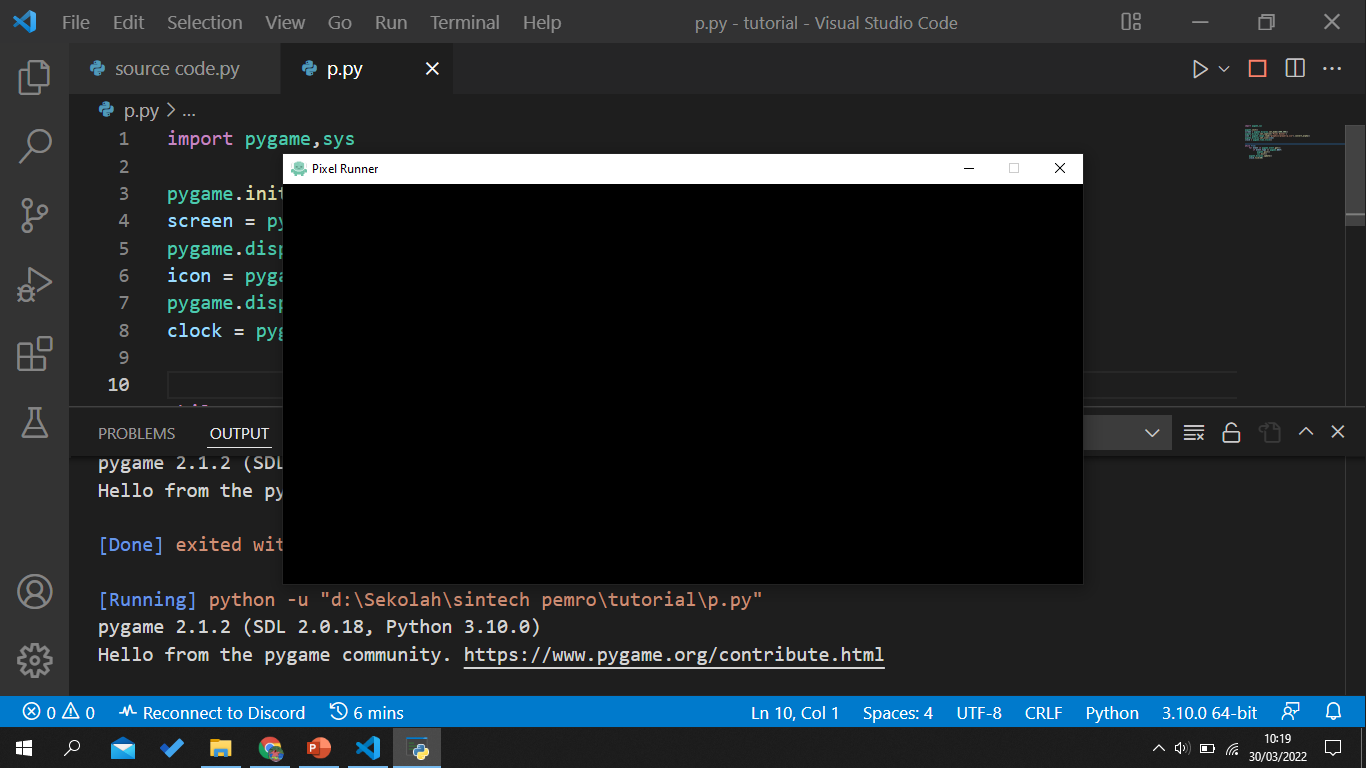 File Edit Selection View Go Run Terminal Help p.py - tutorial - Visual Studio Code
source code.py p.py
p.py > ...
1 import pygame,sys
2
Pixel Runner
3 pygame.init
4 screen = py
5 pygame.disp
6 icon = pyga
7 pygame.disp
8 clock = pyg
9
10
PROBLEMS OUTPUT
pygame 2.1.2 (SDL
Hello from the py
[Done] exited wit
[Running] python -u "d:\Sekolah\sintech pemro\tutorial\p.py"
pygame 2.1.2 (SDL 2.0.18, Python 3.10.0)
Hello from the pygame community. https://www.pygame.org/contribute.html
0 0 Reconnect to Discord 6 mins Ln 10, Col 1 Spaces: 4 UTF-8 CRLF Python 3.10.0 64-bit
10:19
30/03/2022